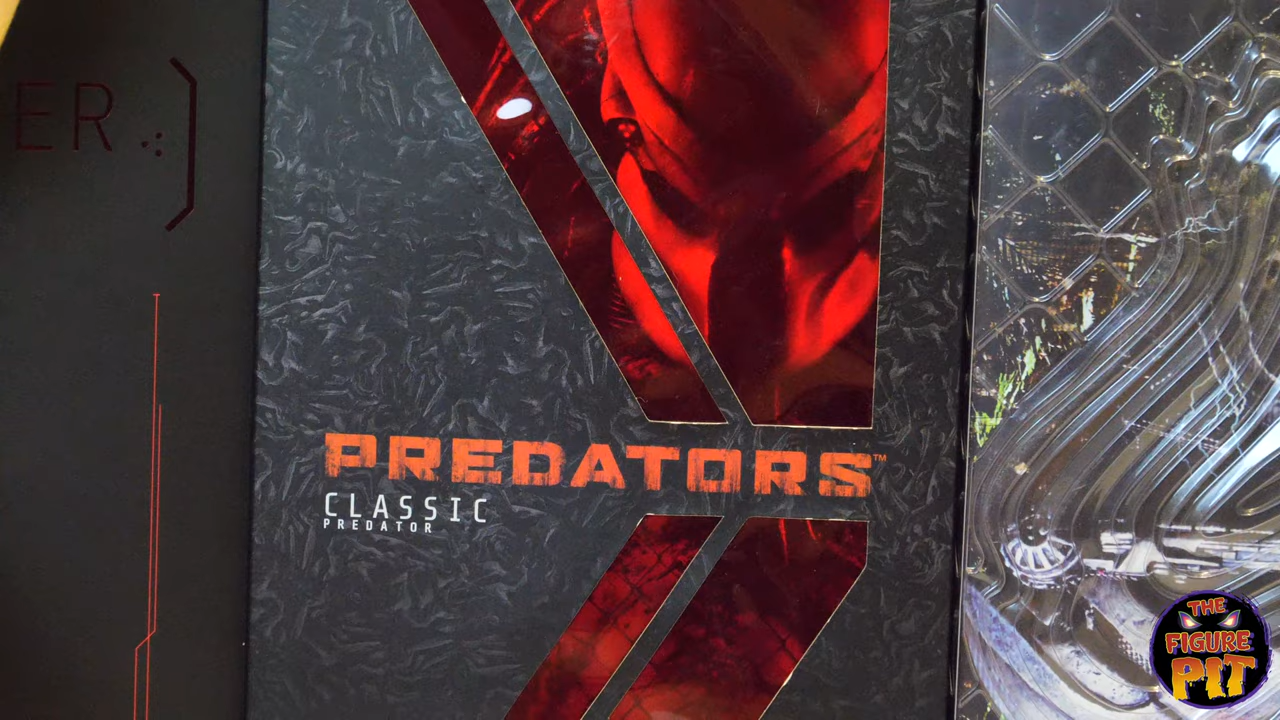 ER
PREDATORS™
CLASSIC
PREDATOR
THE
FIGURE
PIT